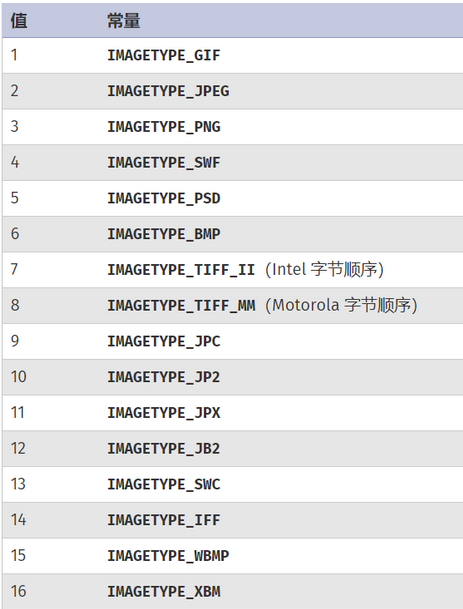 值 常量
1 IMAGETYPE_GIF
2 IMAGETYPE_JPEG
3 IMAGETYPE_PNG
4 IMAGETYPE_SWF
5 IMAGETYPE_PSD
6 IMAGETYPE_BMP
7 IMAGETYPE_TIFF_II（Intel 字节顺序）
8 IMAGETYPE_TIFF_MM（Motorola 字节顺序）
9 IMAGETYPE_JPC
10 IMAGETYPE_JP2
11 IMAGETYPE_JPX
12 IMAGETYPE_JB2
13 IMAGETYPE_SWC
14 IMAGETYPE_IFF
15 IMAGETYPE_WBMP
16 IMAGETYPE_XBM